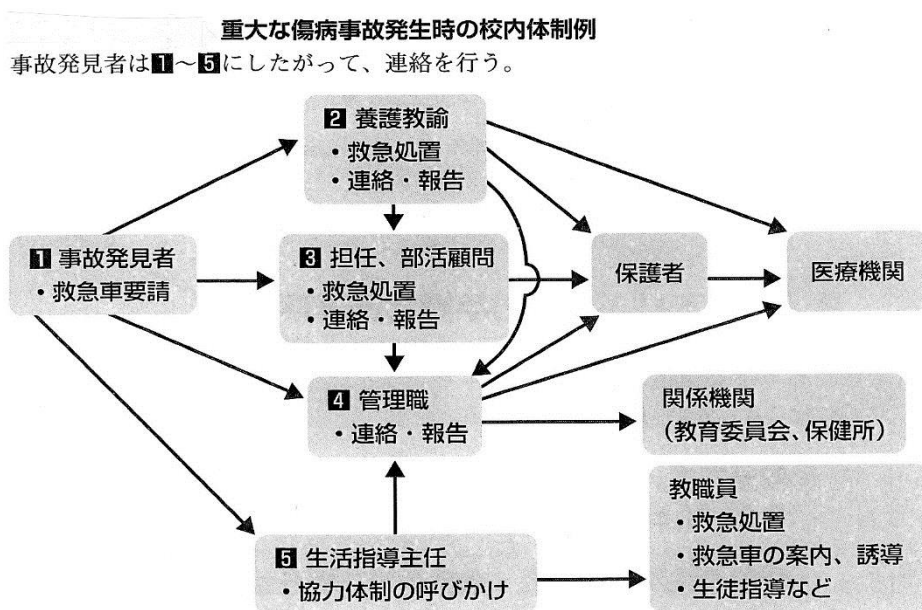 重大な傷病事故発生時の校内体制例
事故発見者は1～5にしたがって、連絡を行う。
2 養護教諭
・救急処置
・連絡・報告
1 事故発見者
・救急車要請
3 担任、部活顧問
・救急処置
・連絡・報告
保護者
医療機関
4 管理職
・連絡・報告
関係機関
（教育委員会、保健所）
5 生活指導主任
・協力体制の呼びかけ
教職員
・救急処置
・救急車の案内、誘導
・生徒指導など